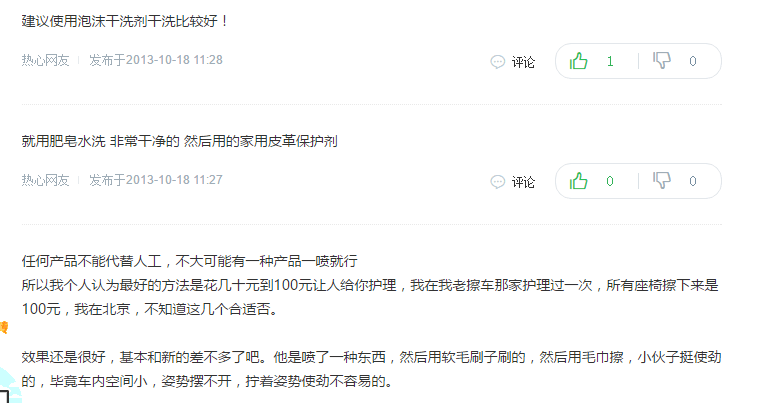 建议使用泡沫干洗剂干洗比较好！
热心网友 发布于2013-10-18 11:28 评论 1 0
就用肥皂水洗 非常干净的 然后用的家用皮革保护剂
热心网友 发布于2013-10-18 11:27 评论 0 0
任何产品不能代替人工，不大可能有一种产品一喷就行
所以我个人认为最好的方法是花几十元到100元让人给你护理，我在我老擦车那家护理过一次，所有座椅擦下来是
100元，我在北京，不知道这几个合适否。
效果还是很好，基本和新的差不多了吧。他是喷了一种东西，然后用软毛刷子刷的，然后用毛巾擦，小伙子挺使劲
的，毕竟车内空间小，姿势摆不开，拧着姿势使劲不容易的。